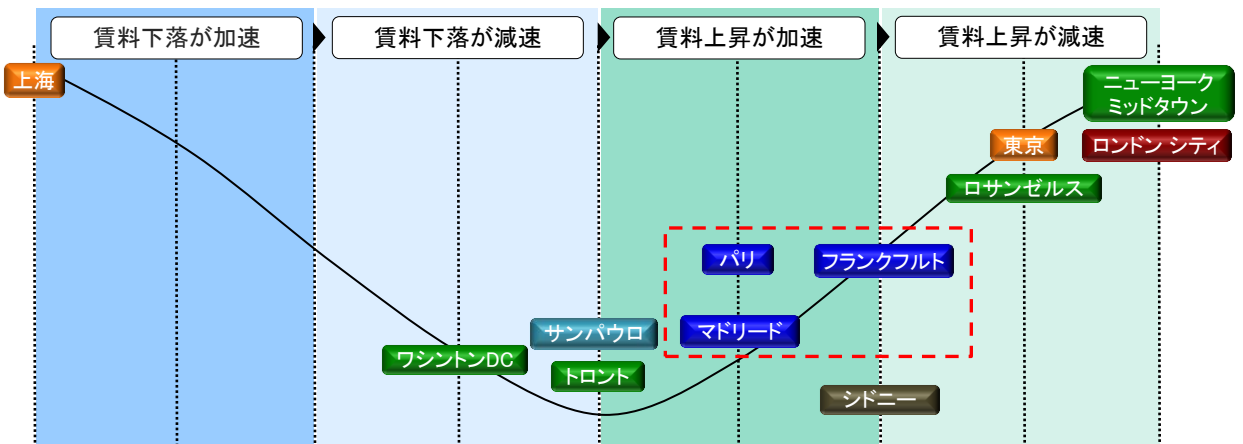 賃料下落が加速
賃料下落が減速
賃料上昇が加速
賃料上昇が減速
上海
ニューヨーク
ミッドタウン
東京
ロンドン シティ
ロサンゼルス
パリ
フランクフルト
サンパウロ
マドリード
ワシントンDC
トロント
シドニー